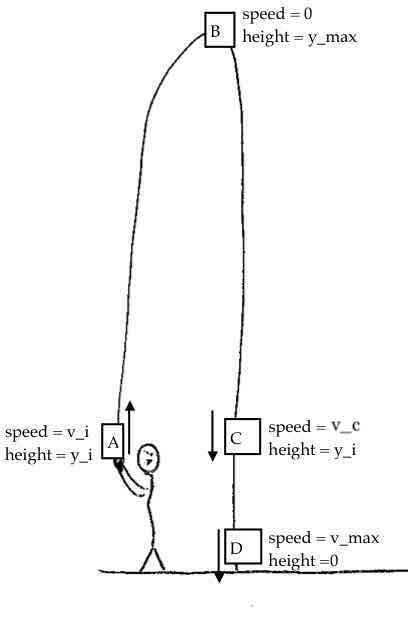 B
speed = 0
height = y_max
speed = v_i
height = y_i
A
C
speed = v_c
height = y_i
D
speed = v_max
height =0